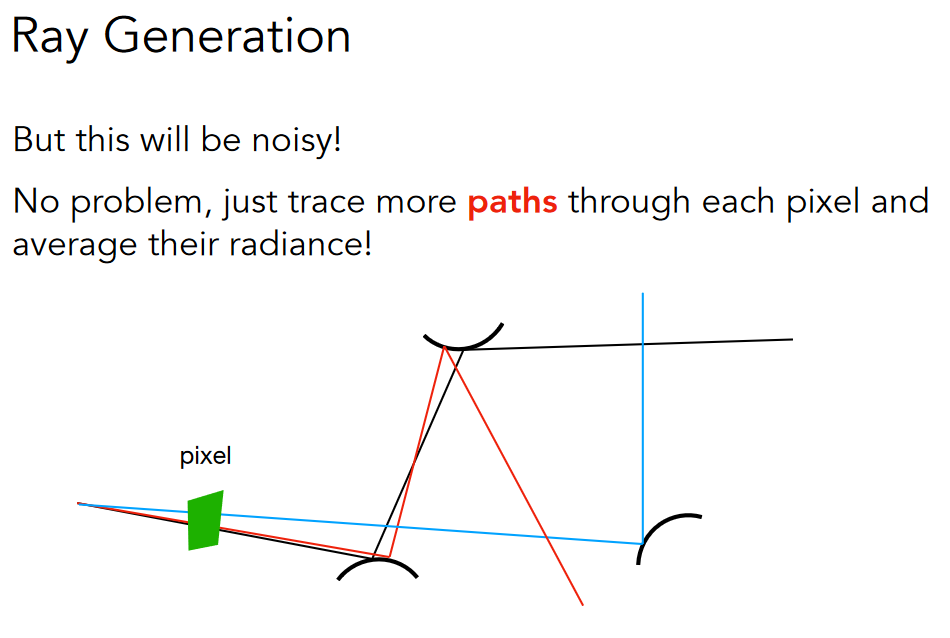 Ray Generation
But this will be noisy!
No problem, just trace more paths through each pixel and
average their radiance!
pixel